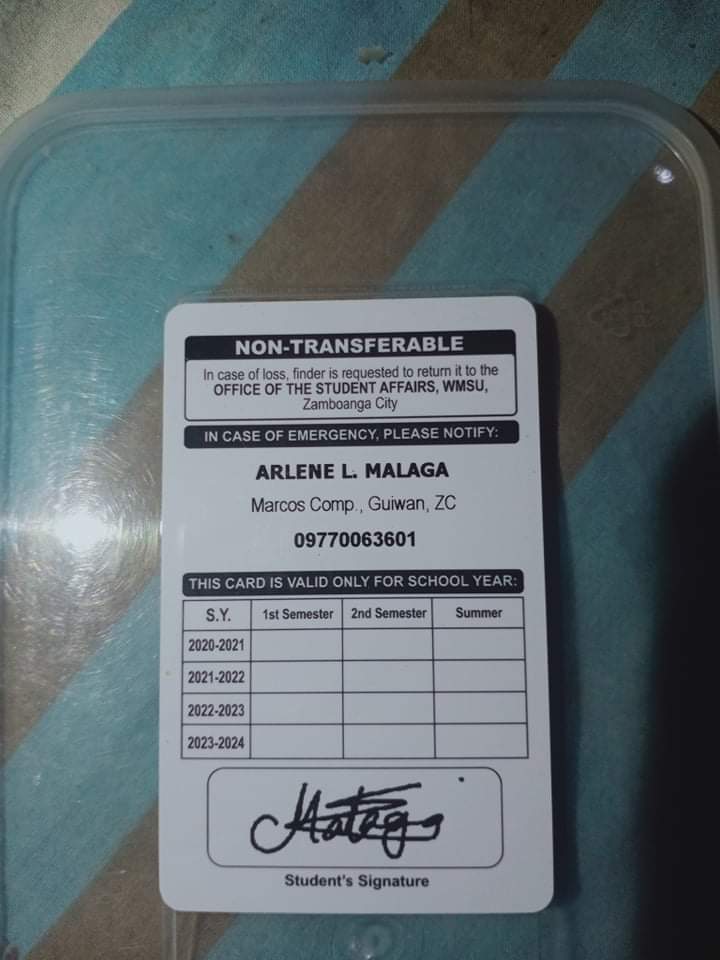 NON-TRANSFERABLE
In case of loss, finder is requested to return it to the
OFFICE OF THE STUDENT AFFAIRS, WMSU,
Zamboanga City
IN CASE OF EMERGENCY, PLEASE NOTIFY:
ARLENE L. MALAGA
Marcos Comp., Guiwan, ZC
09770063601
THIS CARD IS VALID ONLY FOR SCHOOL YEAR:
S.Y. 1st Semester 2nd Semester Summer
2020-2021
2021-2022
2022-2023
2023-2024
Student's Signature